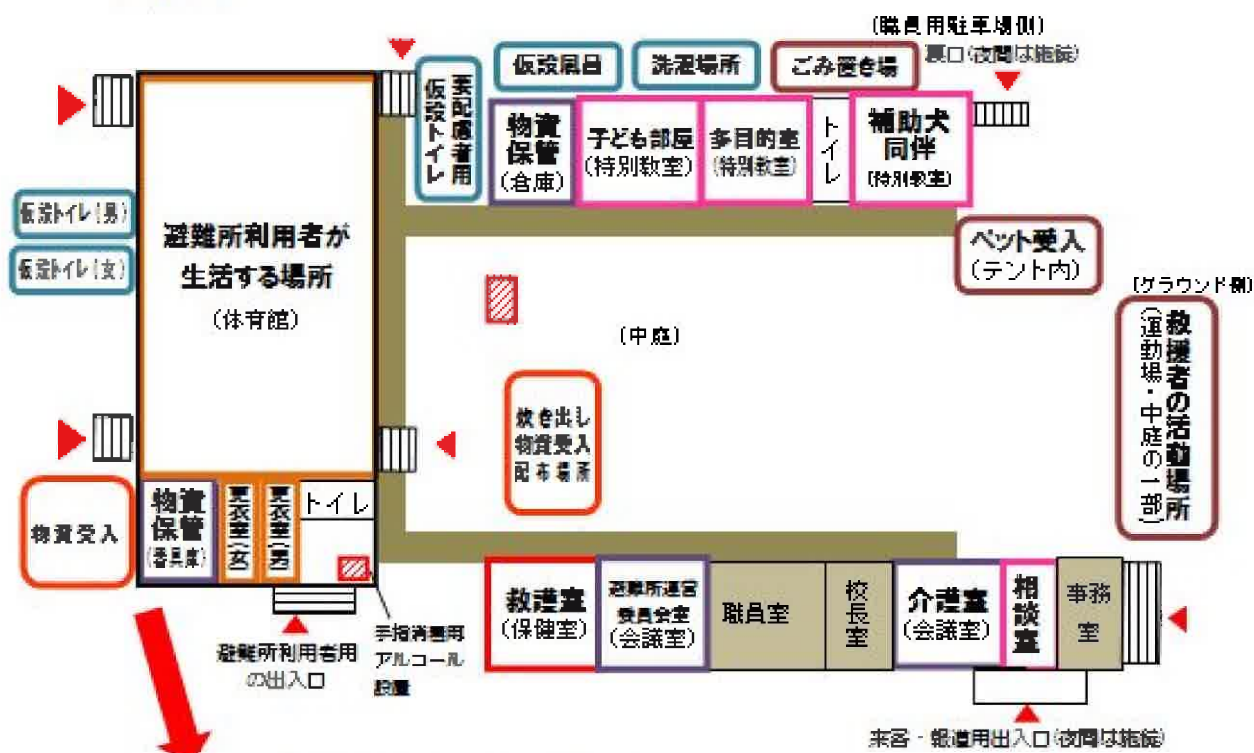 (職員用駐車場側)
裏口(夜間は施錠)
仮設風呂
洗濯場所
ごみ置き場
要配慮者用
仮設トイレ
物資
保管
(倉庫)
子ども部屋
(特別教室)
多目的室
(特別教室)
トイレ
補助犬
同伴
(特別教室)
仮設トイレ(男)
仮設トイレ(女)
避難所利用者が
生活する場所
(体育館)
ペット受入
(テント内)
(グラウンド側)
救援者の活動場所
(運動場・中庭の一部)
(中庭)
炊き出し
物資受入
配布場所
物資受入
物資
保管
(器具庫)
更衣室(女)
更衣室(男)
トイレ
救護室
(保健室)
避難所運営
委員会室
(会議室)
職員室
校長室
介護室
(会議室)
相談室
事務
室
避難所利用者用
の出入口
手指消毒用
アルコール
設置
来客・報道用出入口(夜間は施錠)